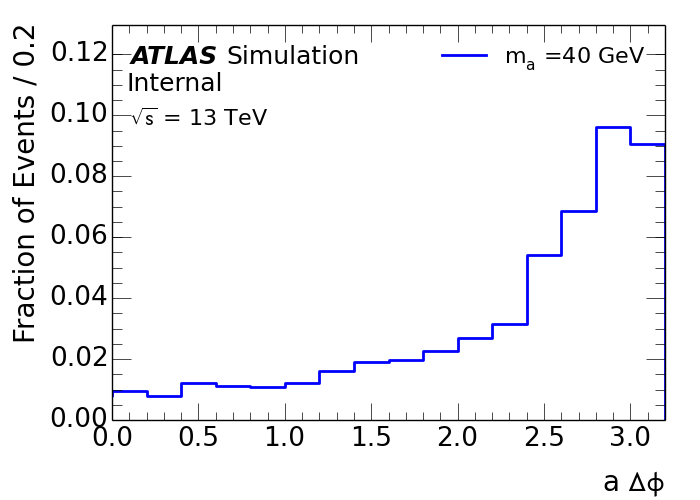 ATLAS Simulation
Internal
√s = 13 TeV
mₐ =40 GeV
Fraction of Events / 0.2
0.12
0.10
0.08
0.06
0.04
0.02
0.00
0.0 0.5 1.0 1.5 2.0 2.5 3.0
a Δϕ